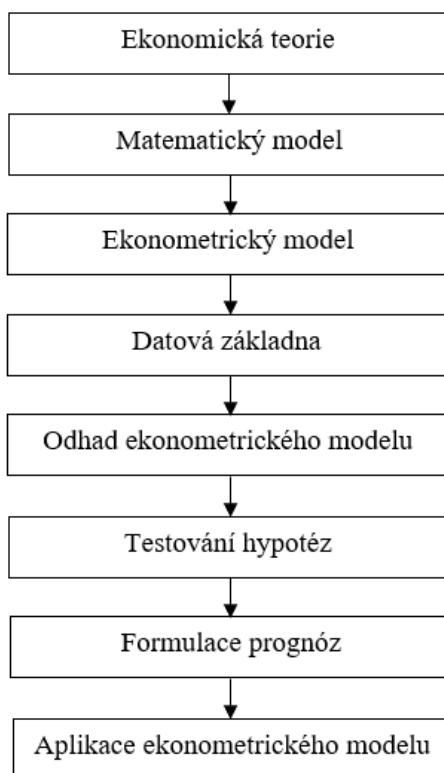 Ekonomická teorie
Matematický model
Ekonometrický model
Datová základna
Odhad ekonometrického modelu
Testování hypotéz
Formulace prognóz
Aplikace ekonometrického modelu